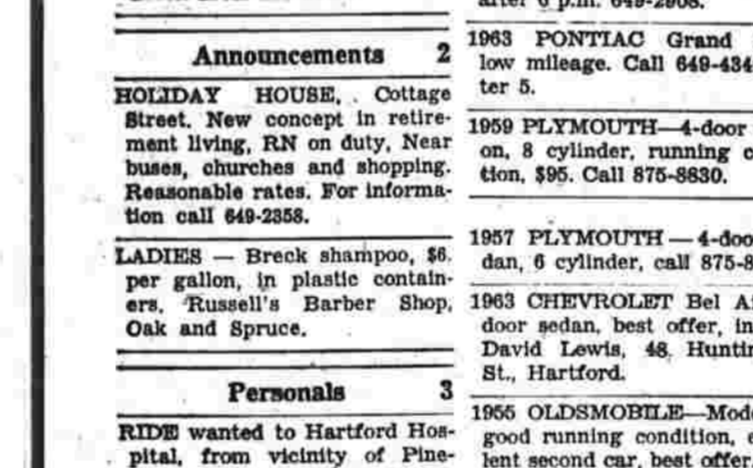 Announcements 2
HOLIDAY HOUSE, Cottage
Street. New concept in retire-
ment living, RN on duty, Near
buses, churches and shopping.
Reasonable rates. For informa-
tion call 649-2358.
LADIES — Breck shampoo, $6.
per gallon, in plastic contain-
ers. Russell's Barber Shop,
Oak and Spruce.
Personals 3
RIDE wanted to Hartford Hos-
pital, from vicinity of Pine-
after 6 p.m. 649-2908.
1963 PONTIAC Grand
low mileage. Call 649-434
ter 5.
1959 PLYMOUTH—4-door
on, 8 cylinder, running c
tion, $95. Call 875-8830.
1957 PLYMOUTH — 4-doo
dan, 6 cylinder, call 875-8
1963 CHEVROLET Bel A
door sedan, best offer, in
David Lewis, 48, Huntin
St., Hartford.
1955 OLDSMOBILE—Mod
good running condition,
lent second car, best offer